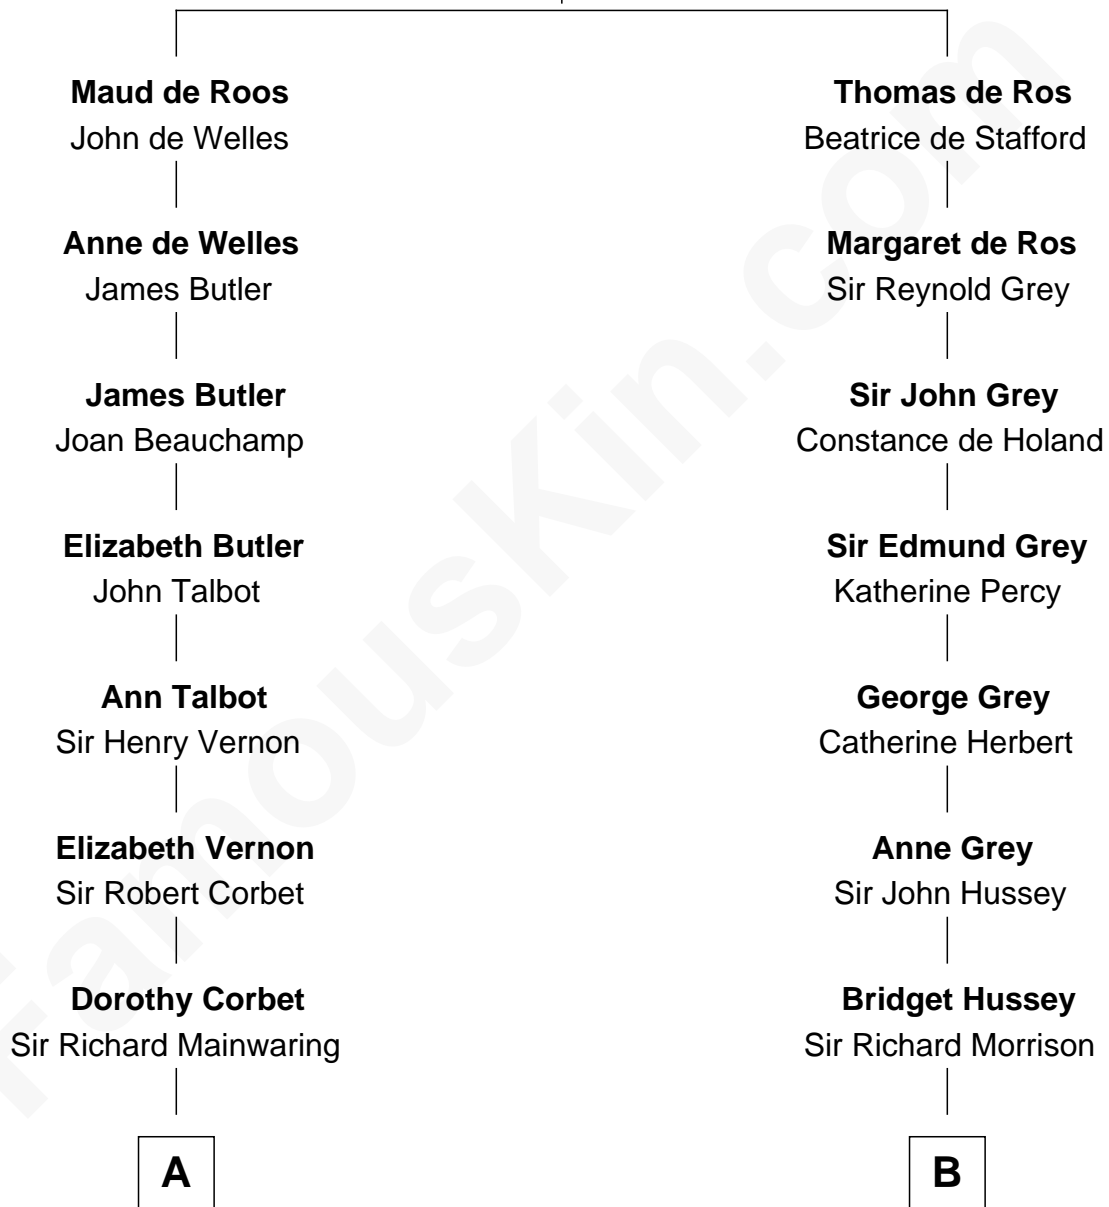 Maud de Roos
John de Welles
Anne de Welles
James Butler
James Butler
Joan Beauchamp
Elizabeth Butler
John Talbot
Ann Talbot
Sir Henry Vernon
Elizabeth Vernon
Sir Robert Corbet
Dorothy Corbet
Sir Richard Mainwaring
A
Thomas de Ros
Beatrice de Stafford
Margaret de Ros
Sir Reynold Grey
Sir John Grey
Constance de Holand
Sir Edmund Grey
Katherine Percy
George Grey
Catherine Herbert
Anne Grey
Sir John Hussey
Bridget Hussey
Sir Richard Morrison
B
FamousKin.com